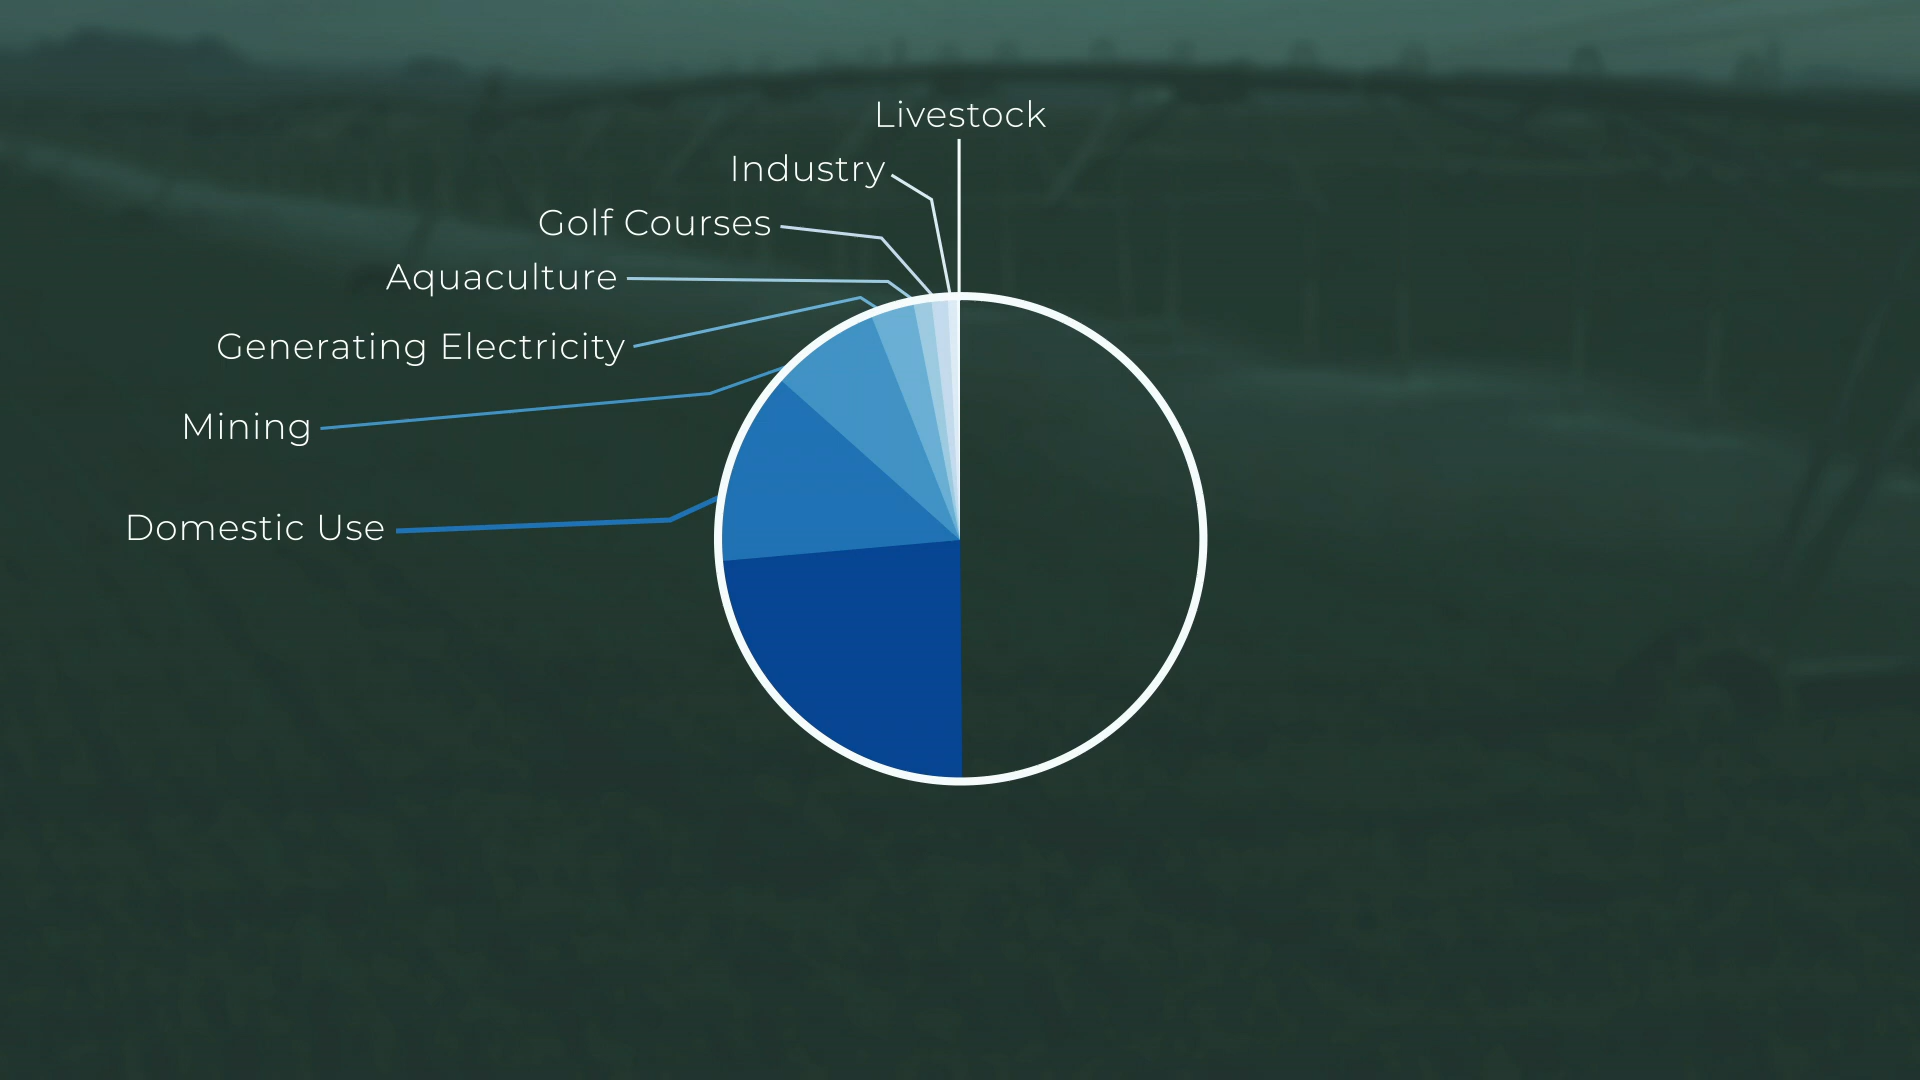 Livestock
Industry
Golf Courses
Aquaculture
Generating Electricity
Mining
Domestic Use